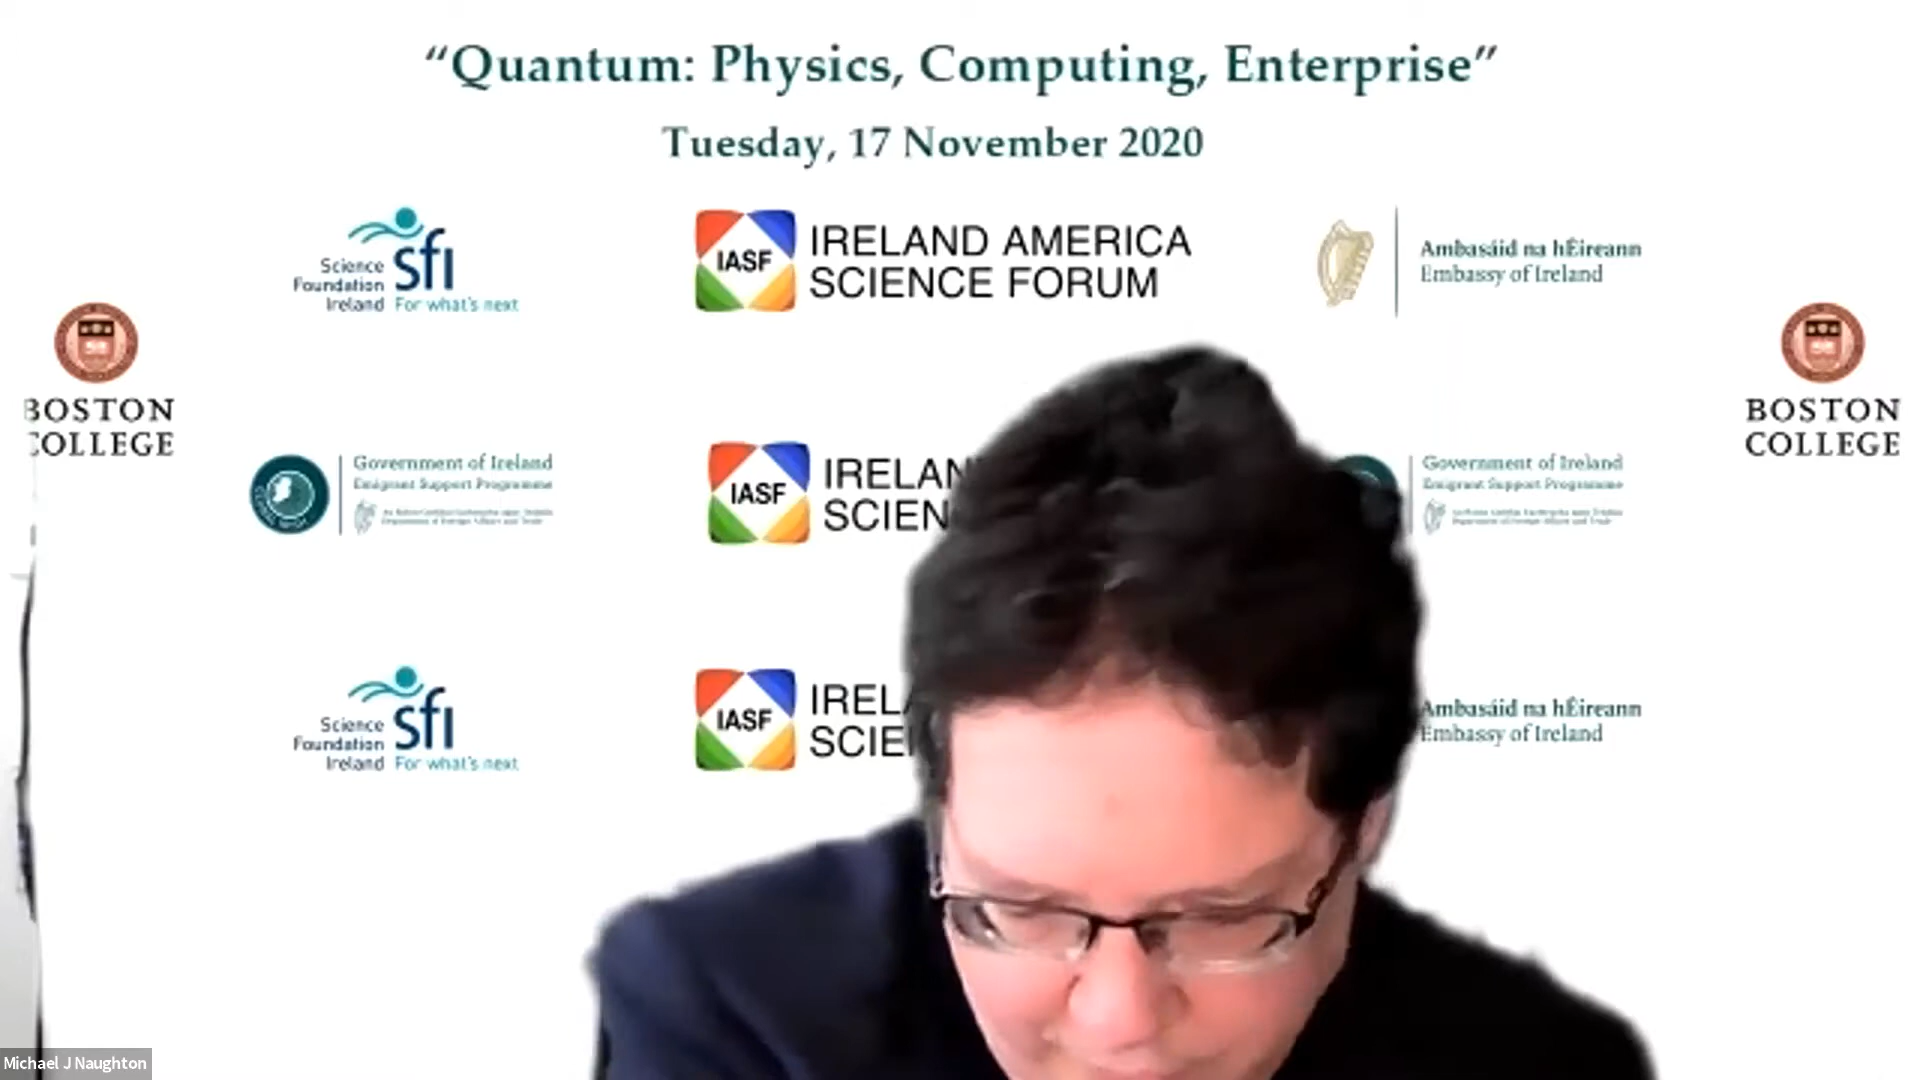 “Quantum: Physics, Computing, Enterprise”
Tuesday, 17 November 2020
Science
Foundation
Ireland
sfi
For what's next
IASF
IRELAND AMERICA
SCIENCE FORUM
Ambasáid na hÉireann
Embassy of Ireland
BOSTON
COLLEGE
BOSTON
COLLEGE
Government of Ireland
Emigrant Support Programme
IASF
IRELAN
SCIEN
Government of Ireland
Emigrant Support Programme
Science
Foundation
Ireland
sfi
For what's next
IASF
IREL
SCIE
Ambasáid na hÉireann
Embassy of Ireland
Michael J Naughton